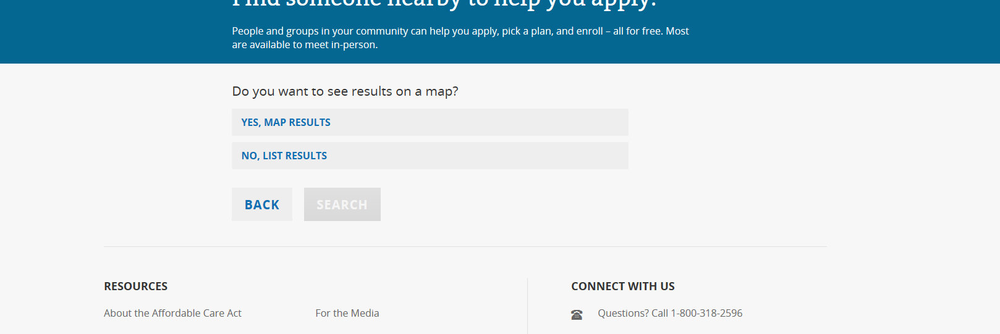 Find someone nearby to help you apply.
People and groups in your community can help you apply, pick a plan, and enroll – all for free. Most
are available to meet in-person.
Do you want to see results on a map?
YES, MAP RESULTS
NO, LIST RESULTS
BACK
SEARCH
RESOURCES
CONNECT WITH US
About the Affordable Care Act
For the Media
Questions? Call 1-800-318-2596